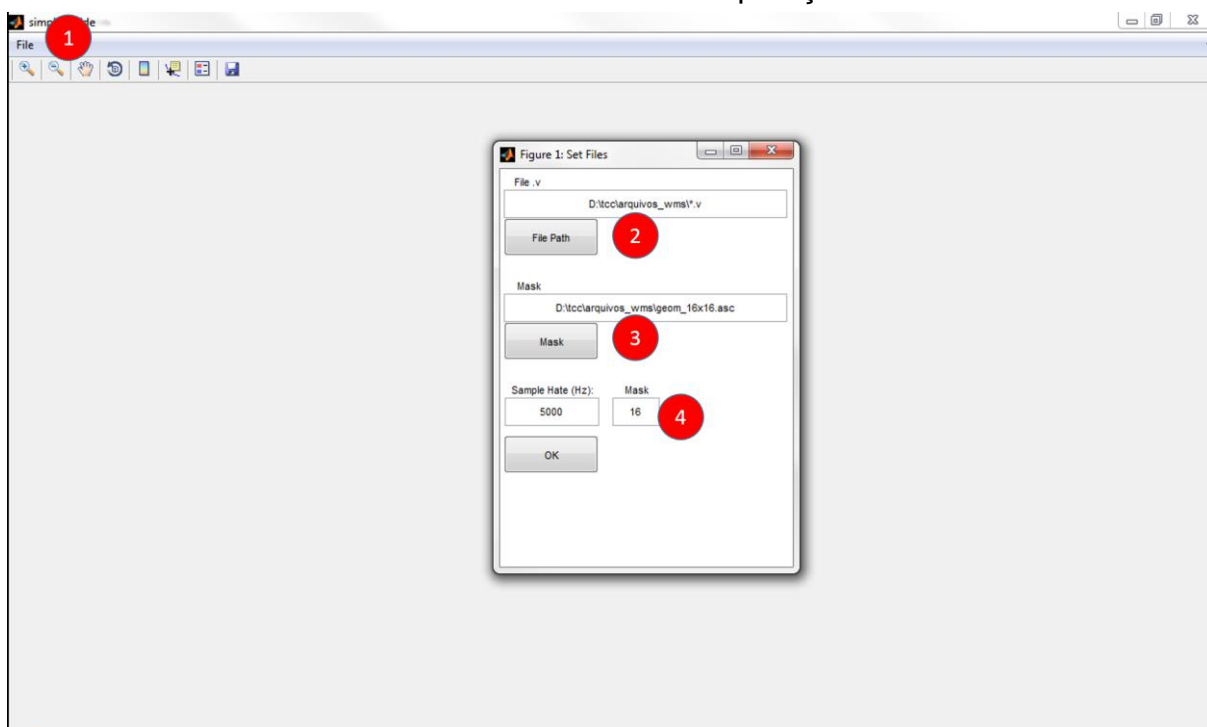 File
1
Figure 1: Set Files
File .v
D:\tcc\arquivos_wms\*.v
File Path
2
Mask
D:\tcc\arquivos_wms\geom_16x16.asc
Mask
3
Sample Hate (Hz): Mask
5000 16
4
OK